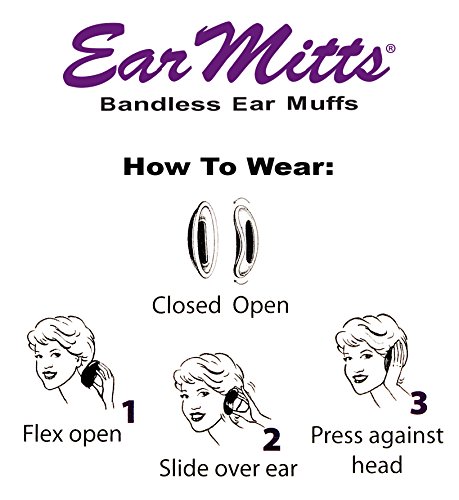 Ear Mitts®
Bandless Ear Muffs
How To Wear:
Closed Open
1
Flex open
2
Slide over ear
3
Press against
head